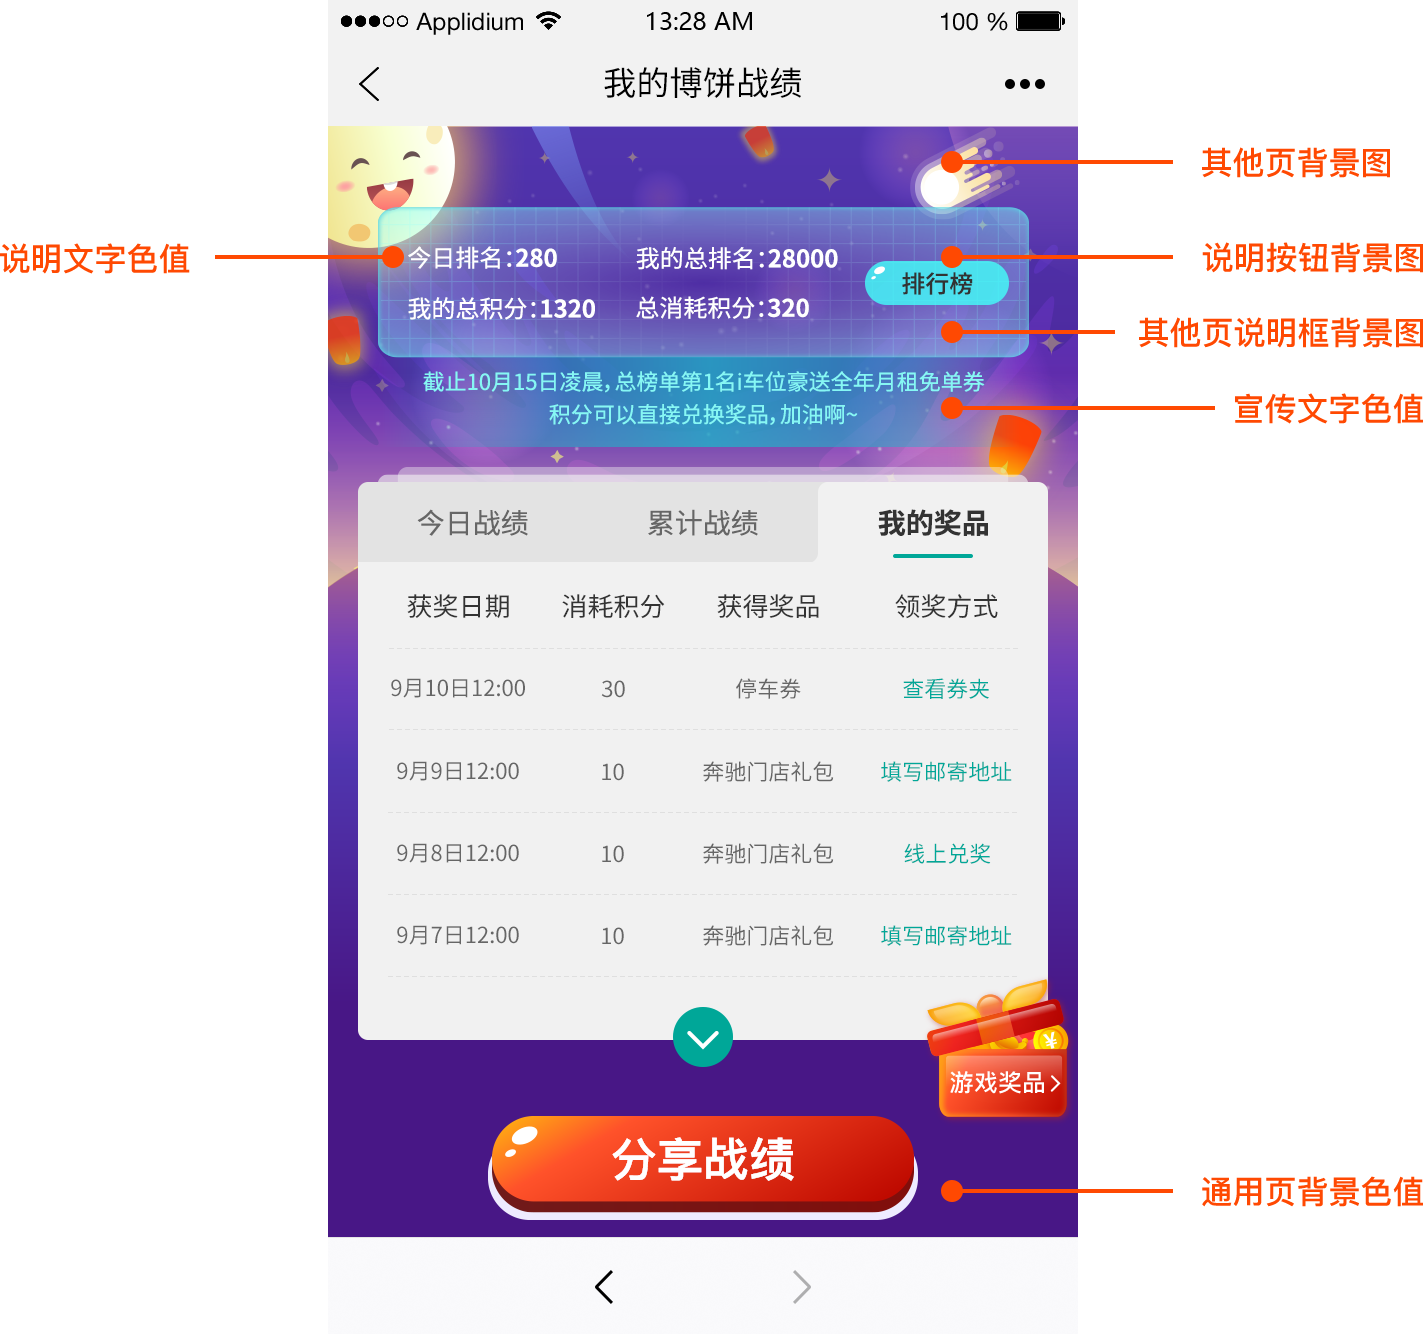 Applidium 13:28 AM 100 %
我的博饼战绩
其他页背景图
说明文字色值
今日排名:280 我的总排名:28000
说明按钮背景图
排行榜
我的总积分:1320 总消耗积分:320
其他页说明框背景图
截止10月15日凌晨,总榜单第1名i车位豪送全年月租免单券
积分可以直接兑换奖品,加油啊~
宣传文字色值
今日战绩 累计战绩 我的奖品
获奖日期 消耗积分 获得奖品 领奖方式
9月10日12:00 30 停车券 查看券夹
9月9日12:00 10 奔驰门店礼包 填写邮寄地址
9月8日12:00 10 奔驰门店礼包 线上兑奖
9月7日12:00 10 奔驰门店礼包 填写邮寄地址
¥
游戏奖品
分享战绩
通用页背景色值